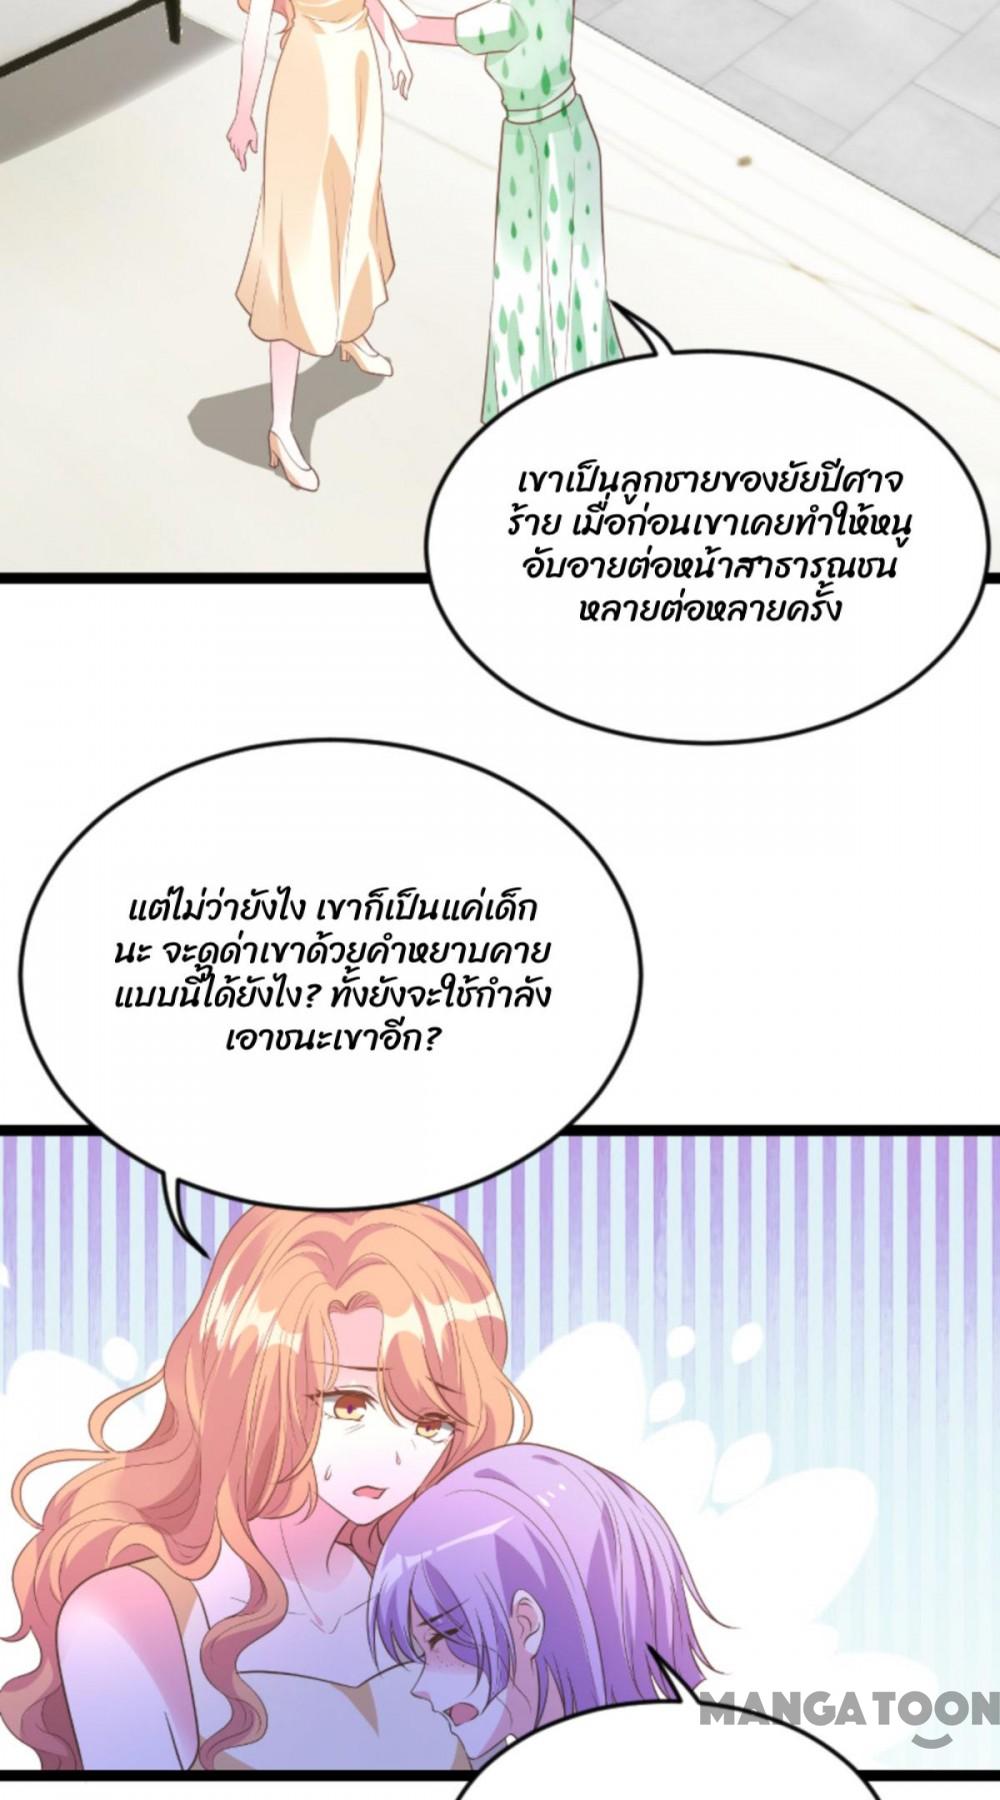 เขาเป็นลูกชายของยัยปีศาจ
ร้าย เมื่อก่อนเขาเคยทำให้หนู
อับอายต่อหน้าสาธารณชน
หลายต่อหลายครั้ง
แต่ไม่ว่ายังไง เขาก็เป็นแค่เด็ก
นะ จะดุด่าเขาด้วยคำหยาบคาย
แบบนี้ได้ยังไง? ทั้งยังจะใช้กำลัง
เอาชนะเขาอีก?
MANGATOON